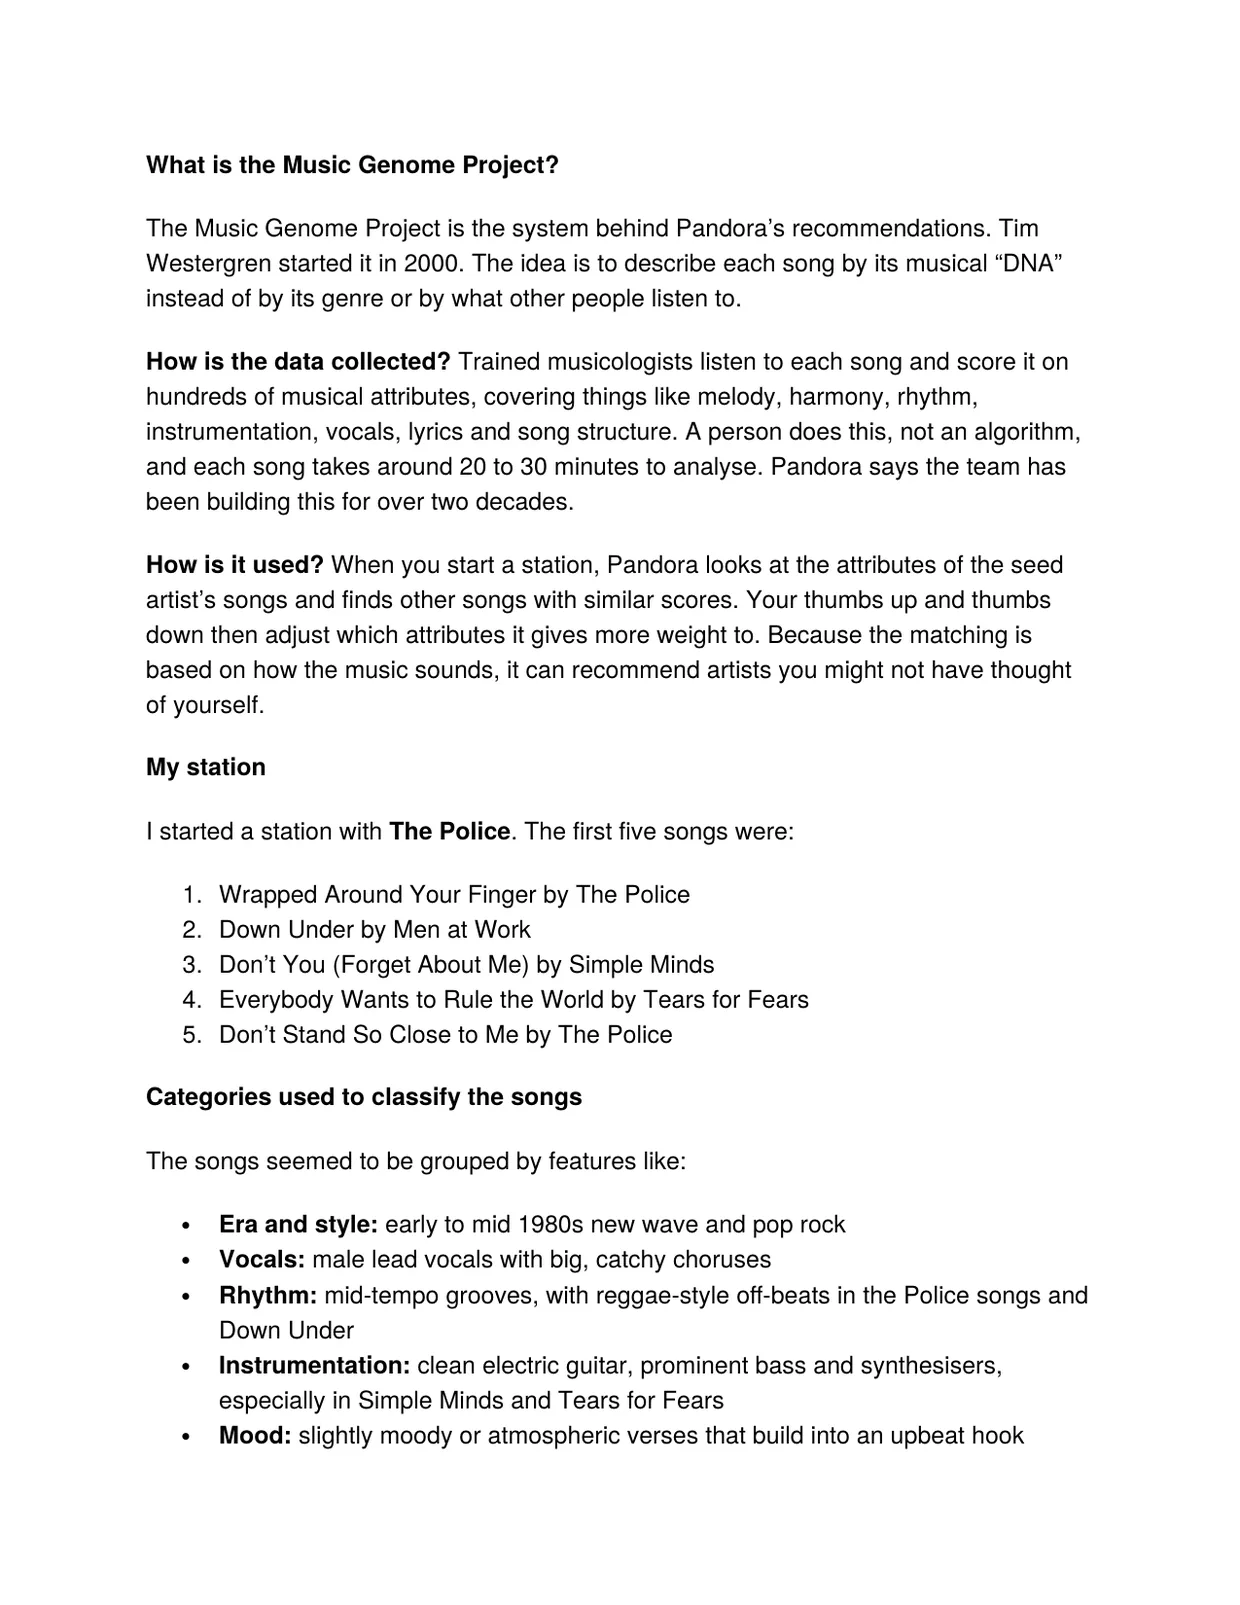 What is the Music Genome Project?
The Music Genome Project is the system behind Pandora’s recommendations. Tim
Westergren started it in 2000. The idea is to describe each song by its musical “DNA”
instead of by its genre or by what other people listen to.
How is the data collected? Trained musicologists listen to each song and score it on
hundreds of musical attributes, covering things like melody, harmony, rhythm,
instrumentation, vocals, lyrics and song structure. A person does this, not an algorithm,
and each song takes around 20 to 30 minutes to analyse. Pandora says the team has
been building this for over two decades.
How is it used? When you start a station, Pandora looks at the attributes of the seed
artist’s songs and finds other songs with similar scores. Your thumbs up and thumbs
down then adjust which attributes it gives more weight to. Because the matching is
based on how the music sounds, it can recommend artists you might not have thought
of yourself.
My station
I started a station with The Police. The first five songs were:
1. Wrapped Around Your Finger by The Police
2. Down Under by Men at Work
3. Don’t You (Forget About Me) by Simple Minds
4. Everybody Wants to Rule the World by Tears for Fears
5. Don’t Stand So Close to Me by The Police
Categories used to classify the songs
The songs seemed to be grouped by features like:
• Era and style: early to mid 1980s new wave and pop rock
• Vocals: male lead vocals with big, catchy choruses
• Rhythm: mid-tempo grooves, with reggae-style off-beats in the Police songs and
Down Under
• Instrumentation: clean electric guitar, prominent bass and synthesisers,
especially in Simple Minds and Tears for Fears
• Mood: slightly moody or atmospheric verses that build into an upbeat hook